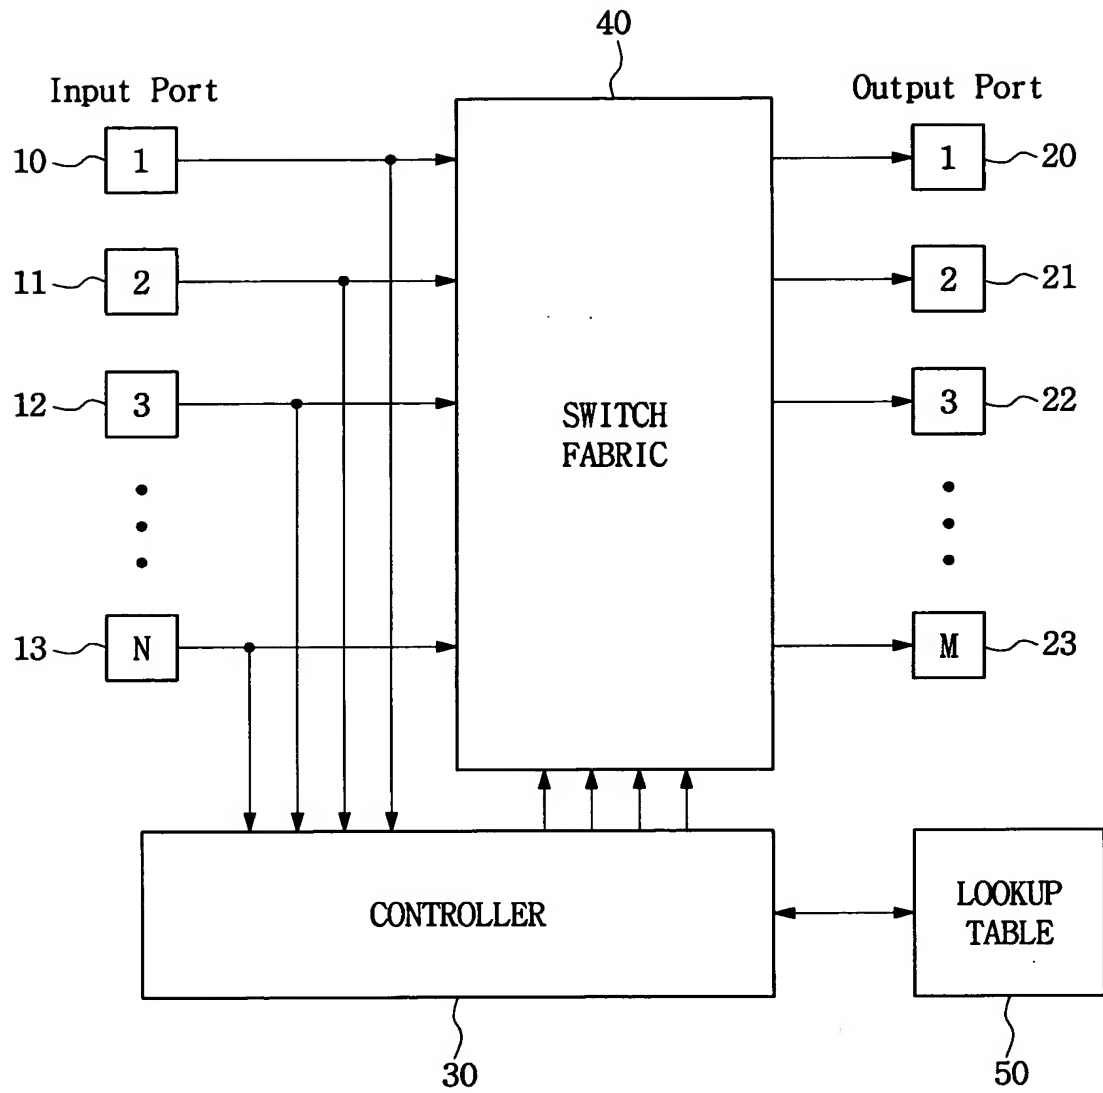 40
Input Port
Output Port
10
1
1
20
11
2
2
21
12
3
3
22
SWITCH
FABRIC
13
N
M
23
CONTROLLER
LOOKUP
TABLE
30
50